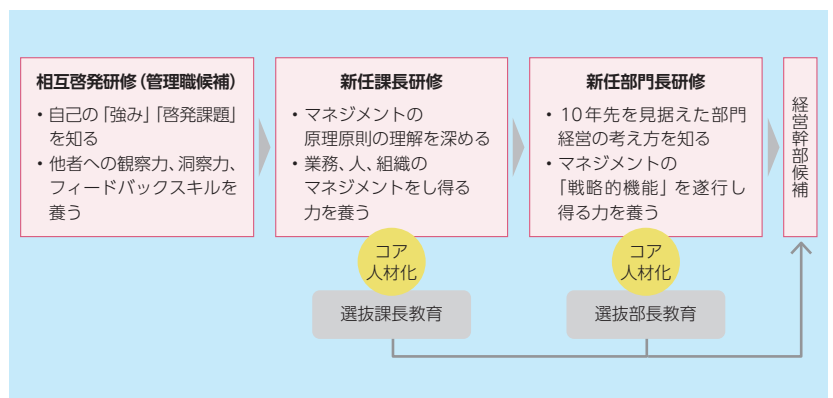 相互啓発研修（管理職候補）
・自己の「強み」「啓発課題」
を知る
・他者への観察力、洞察力、
フィードバックスキルを
養う
新任課長研修
・マネジメントの
原理原則の理解を深める
・業務、人、組織の
マネジメントをし得る
力を養う
新任部門長研修
・10年先を見据えた部門
経営の考え方を知る
・マネジメントの
「戦略的機能」を遂行し
得る力を養う
経営幹部候補
コア
人材化
選抜課長教育
コア
人材化
選抜部長教育